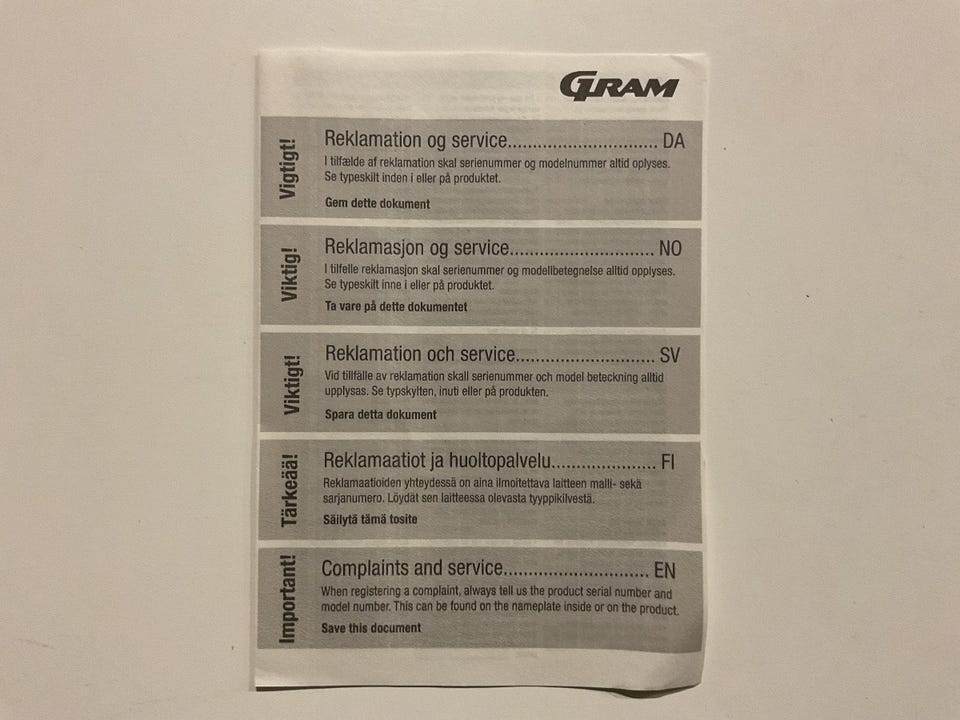 GRAM
Vigtigt!
Reklamation og service.............................. DA
I tilfælde af reklamation skal serienummer og modelnummer altid oplyses.
Se typeskilt inden i eller på produktet.
Gem dette dokument
Viktig!
Reklamasjon og service............................. NO
I tilfelle reklamasjon skal serienummer og modellbetegnelse alltid opplyses.
Se typeskilt inne i eller på produktet.
Ta vare på dette dokumentet
Viktigt!
Reklamation och service............................ SV
Vid tillfälle av reklamation skall serienummer och model beteckning alltid
upplysas. Se typskylten, inuti eller på produkten.
Spara detta dokument
Tärkeää!
Reklamaatiot ja huoltopalvelu..................... FI
Reklamaatioiden yhteydessä on aina ilmoitettava laitteen malli- sekä
sarjanumero. Löydät sen laitteessa olevasta tyyppikilvestä.
Säilytä tämä tosite
Important!
Complaints and service............................. EN
When registering a complaint, always tell us the product serial number and
model number. This can be found on the nameplate inside or on the product.
Save this document